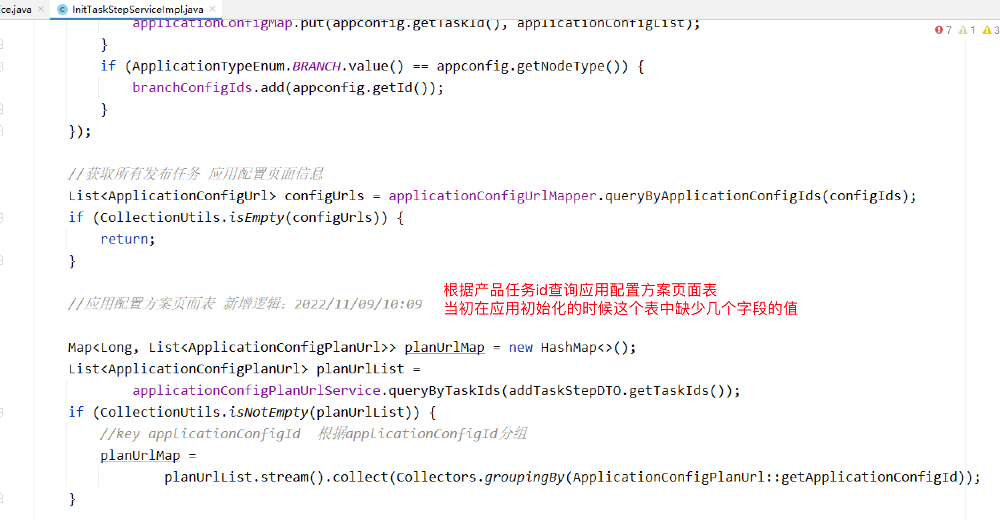 ce.java
InitTaskStepServiceImpl.java
applicationConfigMap.put(appconfig.getTaskId(), applicationConfigList);
7 1 3
}
if (ApplicationTypeEnum.BRANCH.value() == appconfig.getNodeType()) {
branchConfigIds.add(appconfig.getId());
}
});
//获取所有发布任务 应用配置页面信息
List<ApplicationConfigUrl> configUrls = applicationConfigUrlMapper.queryByApplicationConfigIds(configIds);
if (CollectionUtils.isEmpty(configUrls)) {
return;
}
根据产品任务id查询应用配置方案页面表
//应用配置方案页面表 新增逻辑：2022/11/09/10:09
当初在应用初始化的时候这个表中缺少几个字段的值
Map<Long, List<ApplicationConfigPlanUrl>> planUrlMap = new HashMap<>();
List<ApplicationConfigPlanUrl> planUrlList =
applicationConfigPlanUrlService.queryByTaskIds(addTaskStepDTO.getTaskIds());
if (CollectionUtils.isNotEmpty(planUrlList)) {
//key applicationConfigId 根据applicationConfigId分组
planUrlMap =
planUrlList.stream().collect(Collectors.groupingBy(ApplicationConfigPlanUrl::getApplicationConfigId));
}